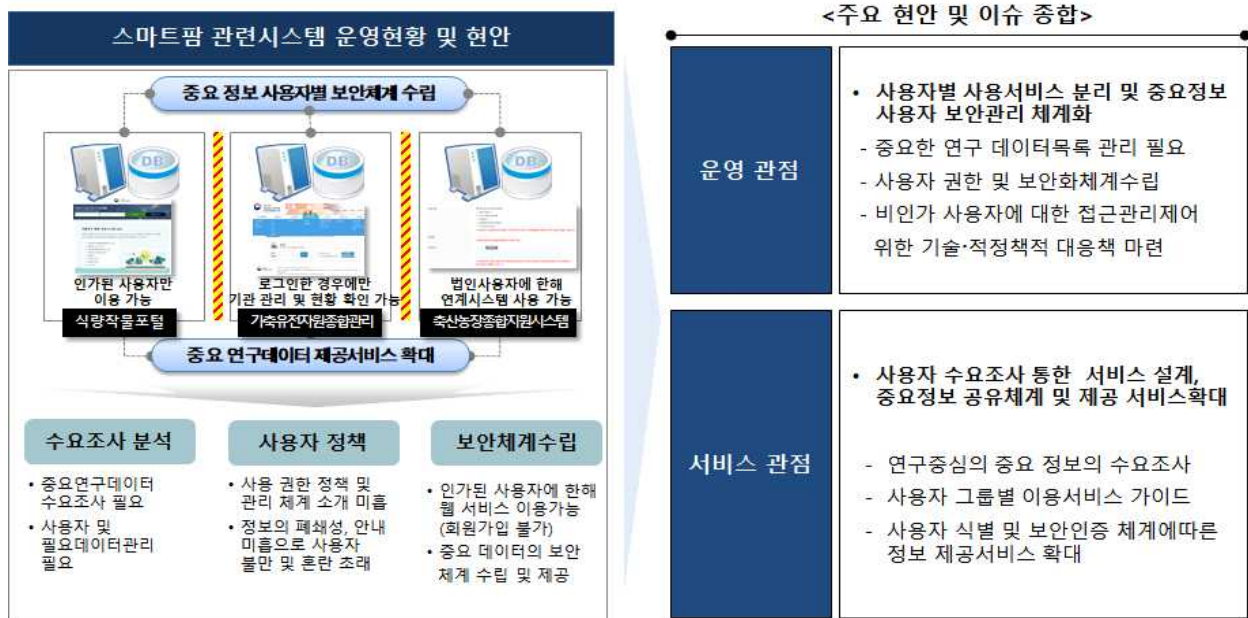 스마트팜 관련시스템 운영현황 및 현안
중요 정보 사용자별 보안체계 수립
DB
DB
DB
인가된 사용자만
이용 가능
식량작물포털
로그인한 경우에만
기관 관리 및 현황 확인 가능
가축유전자원종합관리
법인사용자에 한해
연계시스템 사용 가능
축산농장종합지원시스템
중요 연구데이터 제공서비스 확대
수요조사 분석
• 중요연구데이터
수요조사 필요
• 사용자 및
필요데이터관리
필요
사용자 정책
• 사용 권한 정책 및
관리 체계 소개 미흡
• 정보의 폐쇄성, 안내
미흡으로 사용자
불만 및 혼란 초래
보안체계수립
• 인가된 사용자에 한해
웹 서비스 이용가능
(회원가입 불가)
• 중요 데이터의 보안
체계 수립 및 제공
<주요 현안 및 이슈 종합>
운영 관점
• 사용자별 사용서비스 분리 및 중요정보
사용자 보안관리 체계화
- 중요한 연구 데이터목록 관리 필요
- 사용자 권한 및 보안화체계수립
- 비인가 사용자에 대한 접근관리제어
위한 기술·적정책적 대응책 마련
서비스 관점
• 사용자 수요조사 통한 서비스 설계,
중요정보 공유체계 및 제공 서비스확대
- 연구중심의 중요 정보의 수요조사
- 사용자 그룹별 이용서비스 가이드
- 사용자 식별 및 보안인증 체계에따른
정보 제공서비스 확대